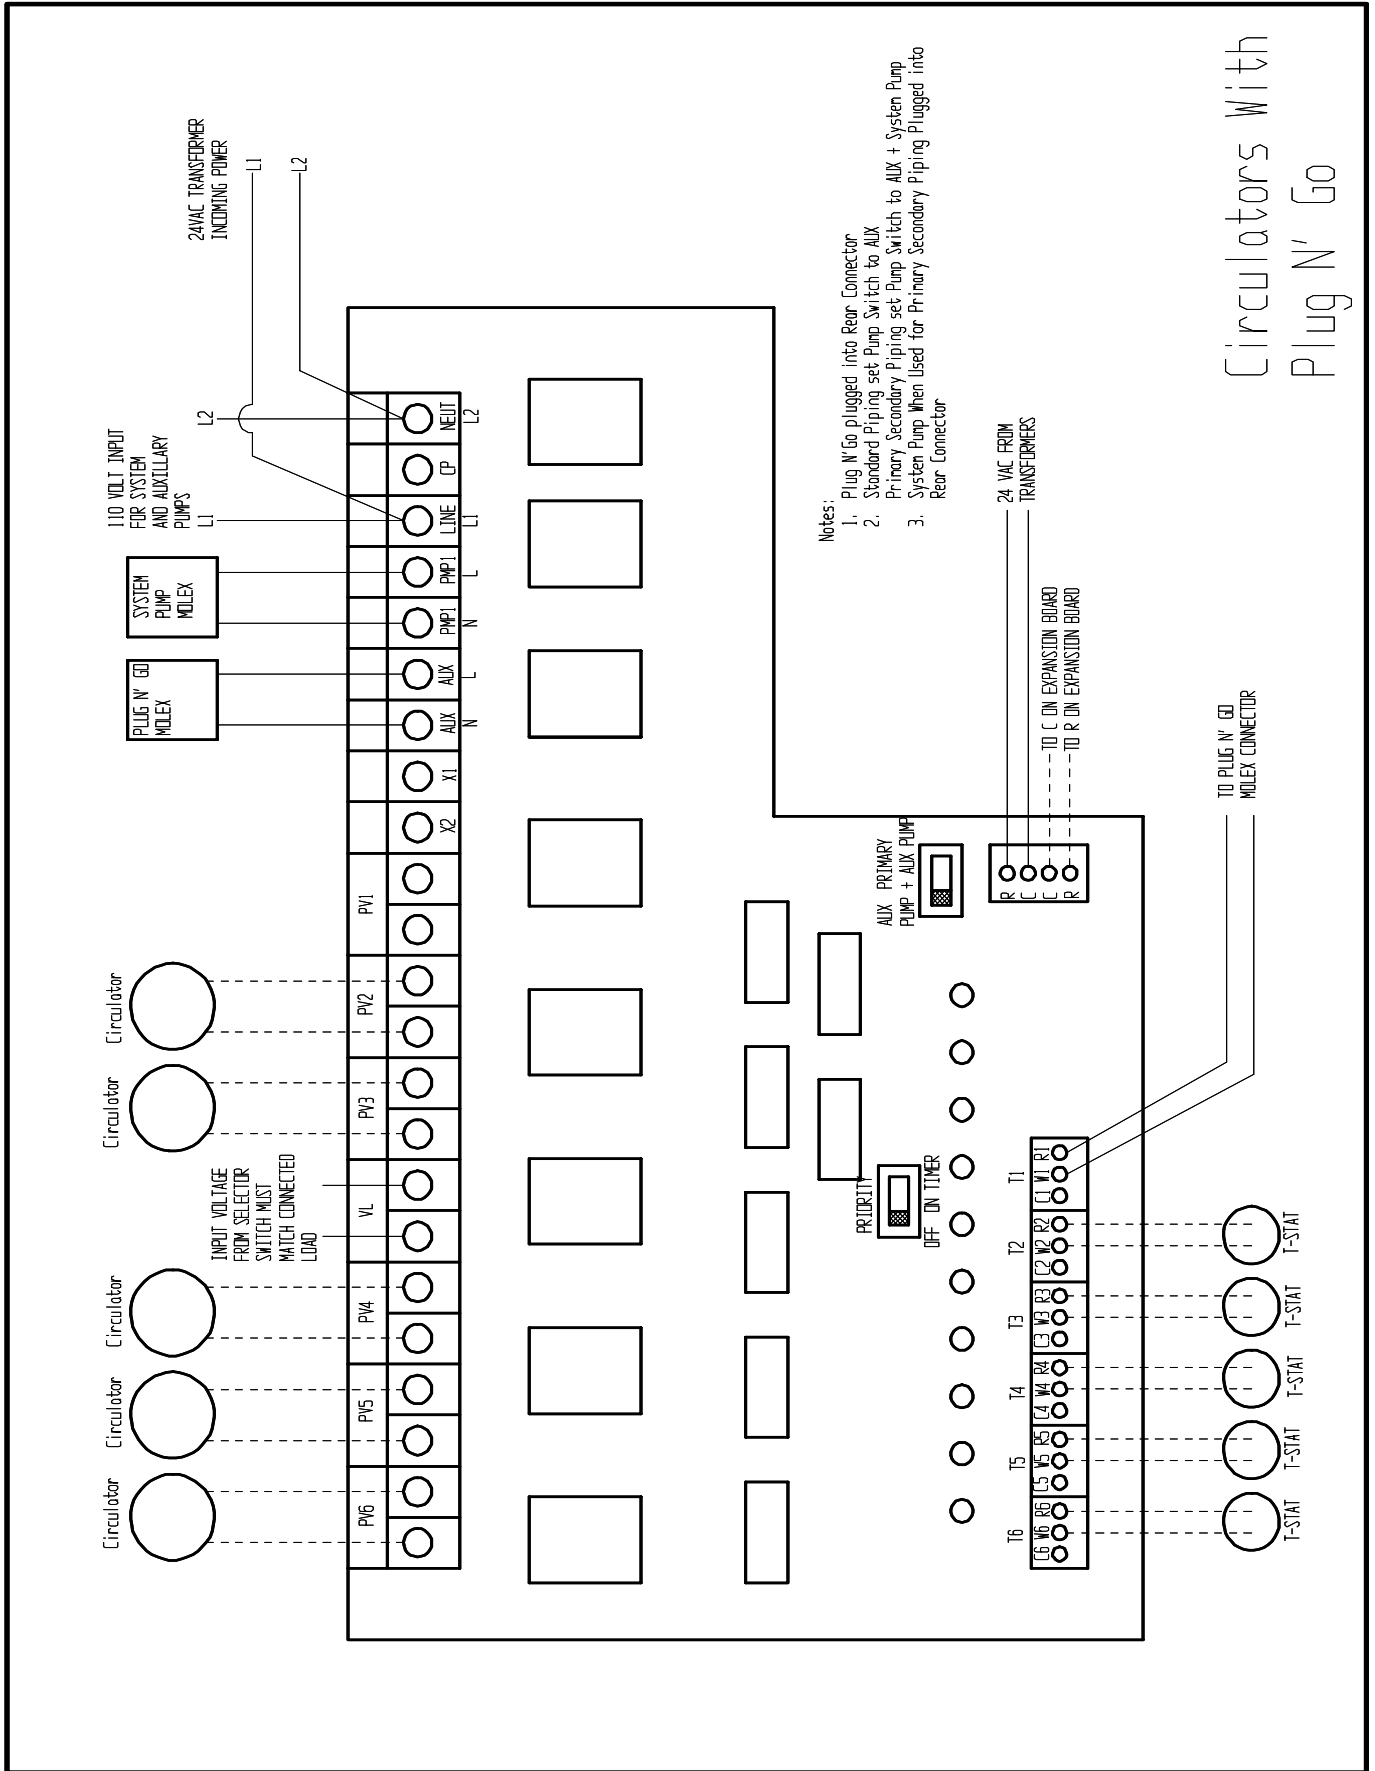 Circulator
Circulator
Circulator
Circulator
Circulator
INPUT VOLTAGE
FROM SELECTOR
SWITCH MUST
MATCH CONNECTED
LOAD
PLUG N' GO
MOLEX
SYSTEM
PUMP
MOLEX
110 VOLT INPUT
FOR SYSTEM
AND AUXILLARY
PUMPS
L1
L2
24VAC TRANSFORMER
INCOMING POWER
L1
L2
PV6
PV5
PV4
VL
PV3
PV2
PV1
X2
X1
AUX
N
AUX
L
PMP1
N
PMP1
L
LINE
L1
CP
NEUT
L2
Notes:
1. Plug N'Go plugged into Rear Connector
2. Standard Piping set Pump Switch to AUX
Primary Secondary Piping set Pump Switch to AUX + System Pump
3. System Pump When Used for Primary Secondary Piping Plugged into
Rear Connector
PRIORITY
OFF ON TIMER
AUX PRIMARY
PUMP + AUX PUMP
R
C
C
R
24 VAC FROM
TRANSFORMERS
TO C ON EXPANSION BOARD
TO R ON EXPANSION BOARD
T6
T5
T4
T3
T2
T1
C6 W6 R6
C5 W5 R5
C4 W4 R4
C3 W3 R3
C2 W2 R2
C1 W1 R1
TO PLUG N' GO
MOLEX CONNECTOR
T-STAT
T-STAT
T-STAT
T-STAT
T-STAT
Circulators With
Plug N' Go